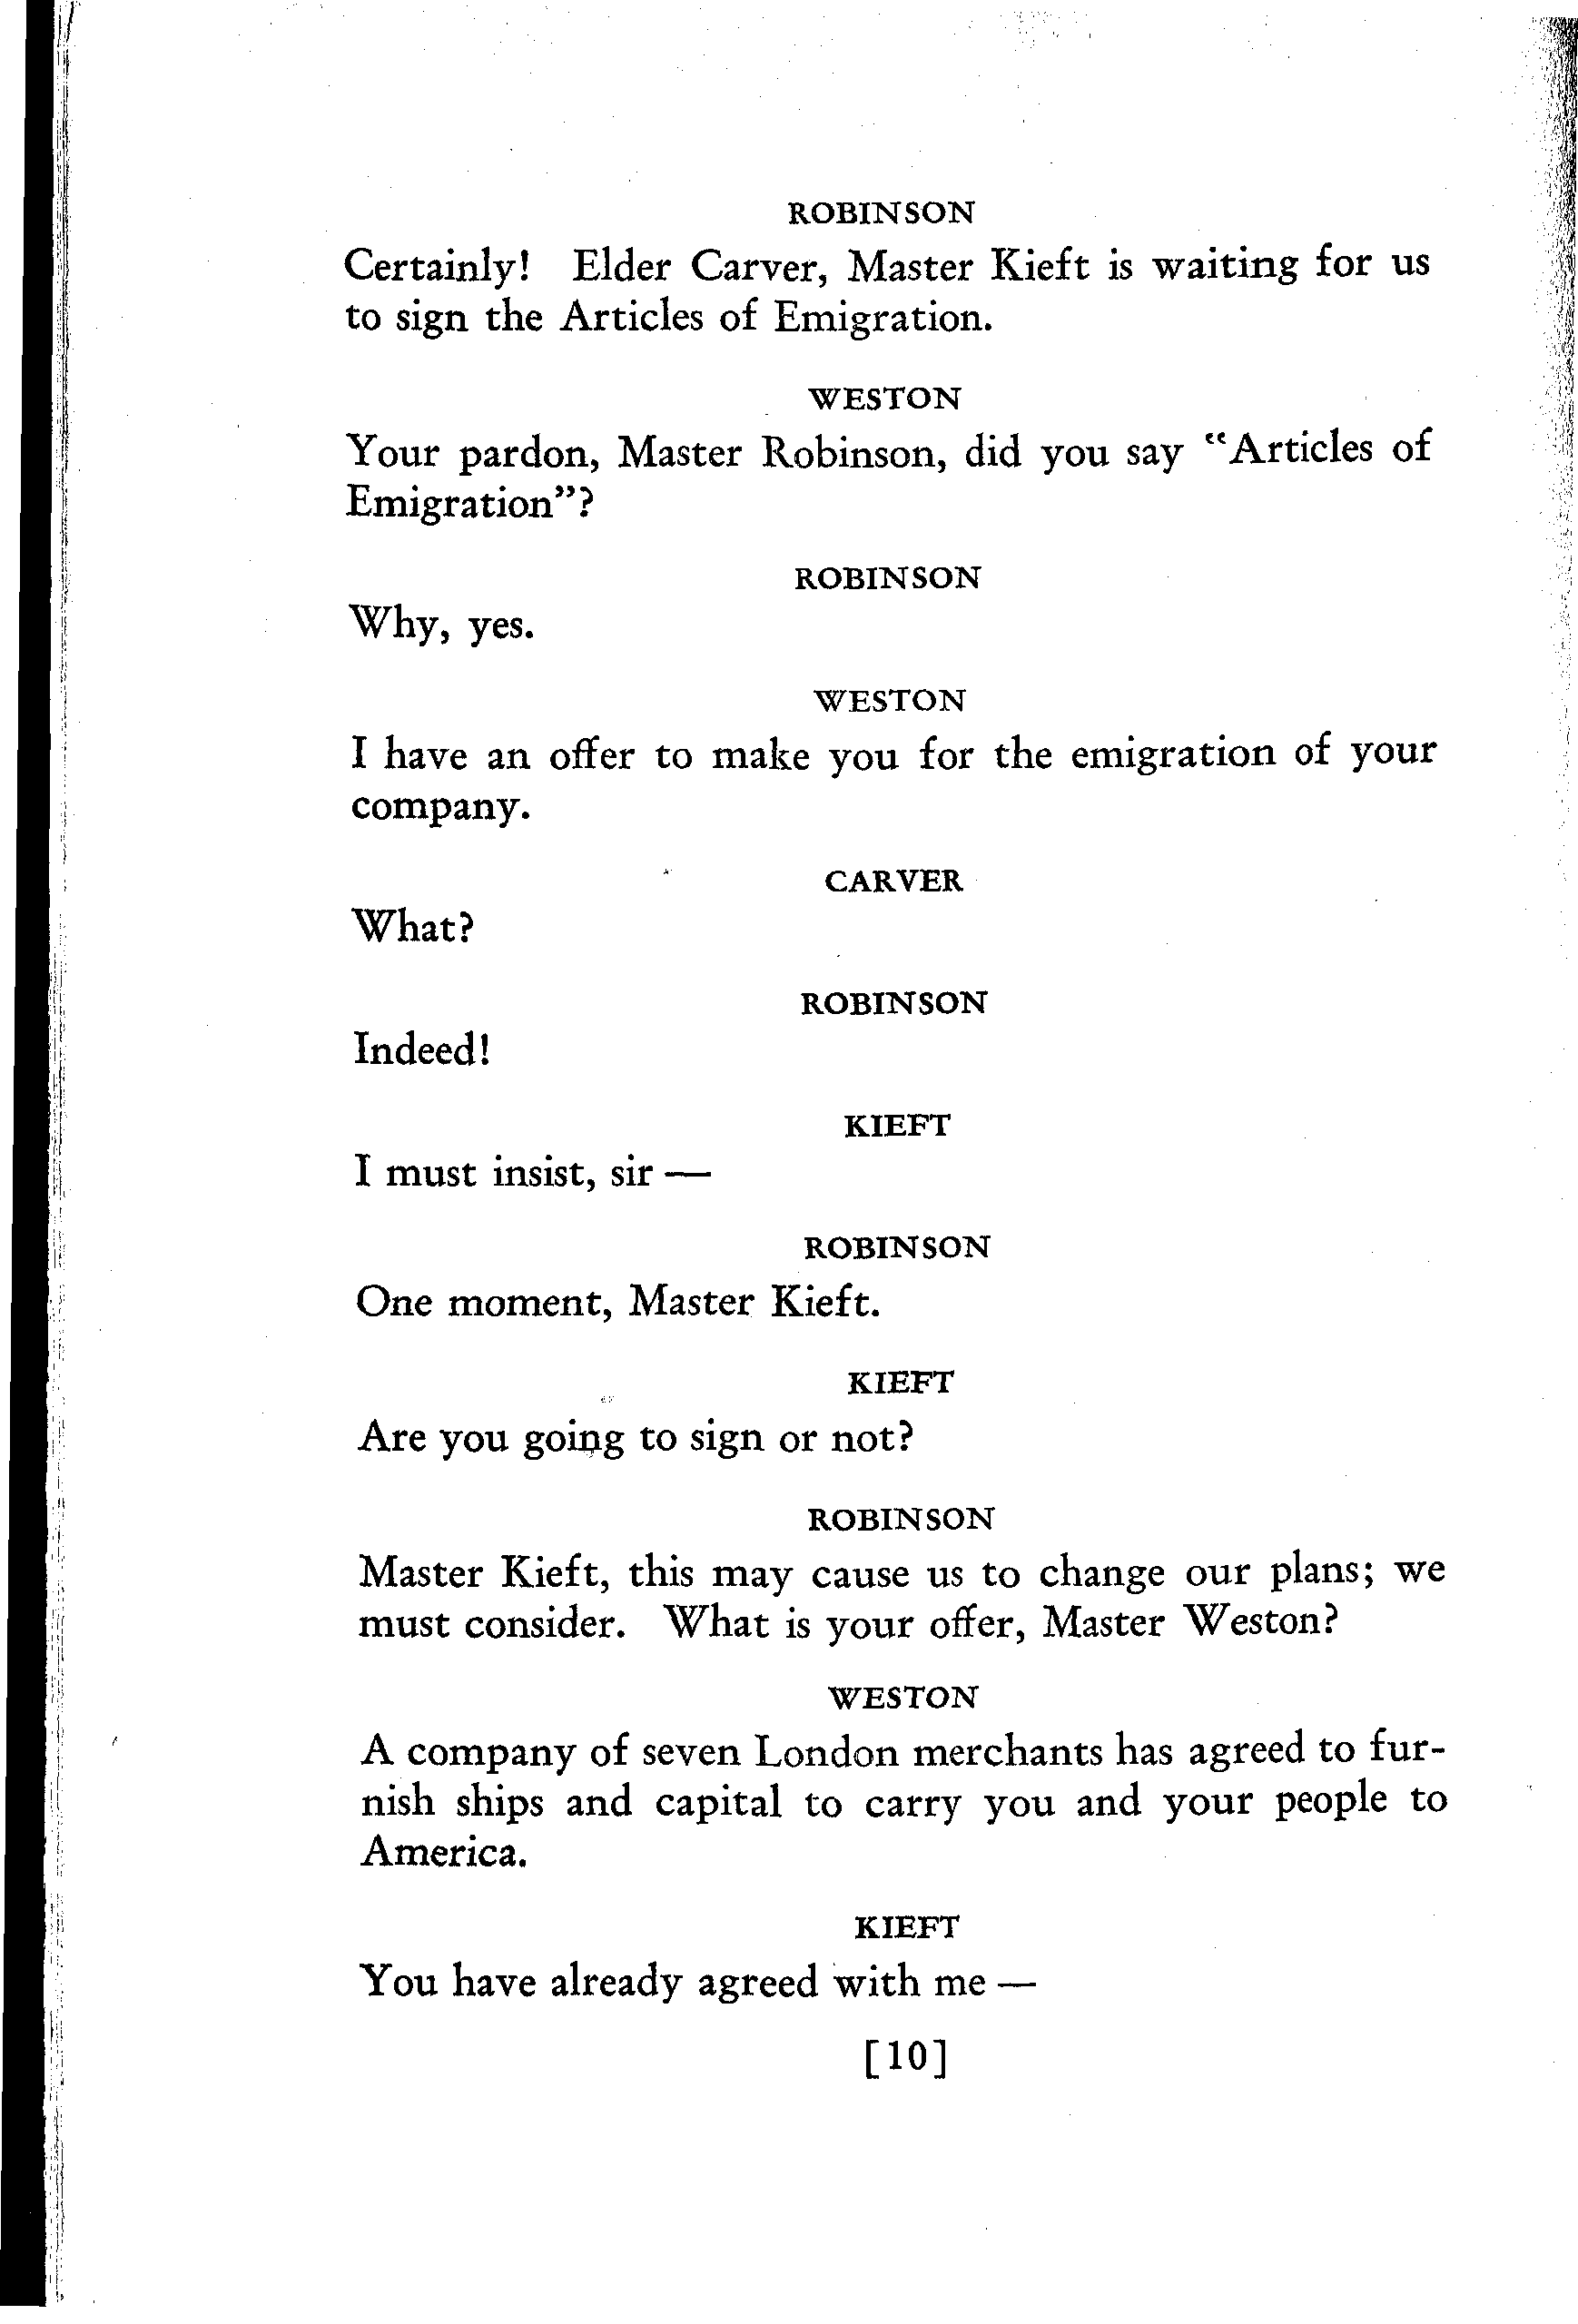 ROBINSON
Certainly! Elder Carver, Master Kieft is waiting for us
to sign the Articles of Emigration.
WESTON
Your pardon, Master Robinson, did you say "Articles of
Emigration"?
ROBINSON
Why, yes.
WESTON
I have an offer to make you for the emigration of your
company.
CARVER
What?
ROBINSON
Indeed!
KIEFT
I must insist, sir —
ROBINSON
One moment, Master Kieft.
KIEFT
Are you going to sign or not?
ROBINSON
Master Kieft, this may cause us to change our plans; we
must consider. What is your offer, Master Weston?
WESTON
A company of seven London merchants has agreed to fur-
nish ships and capital to carry you and your people to
America.
KIEFT
You have already agreed with me —
[10]